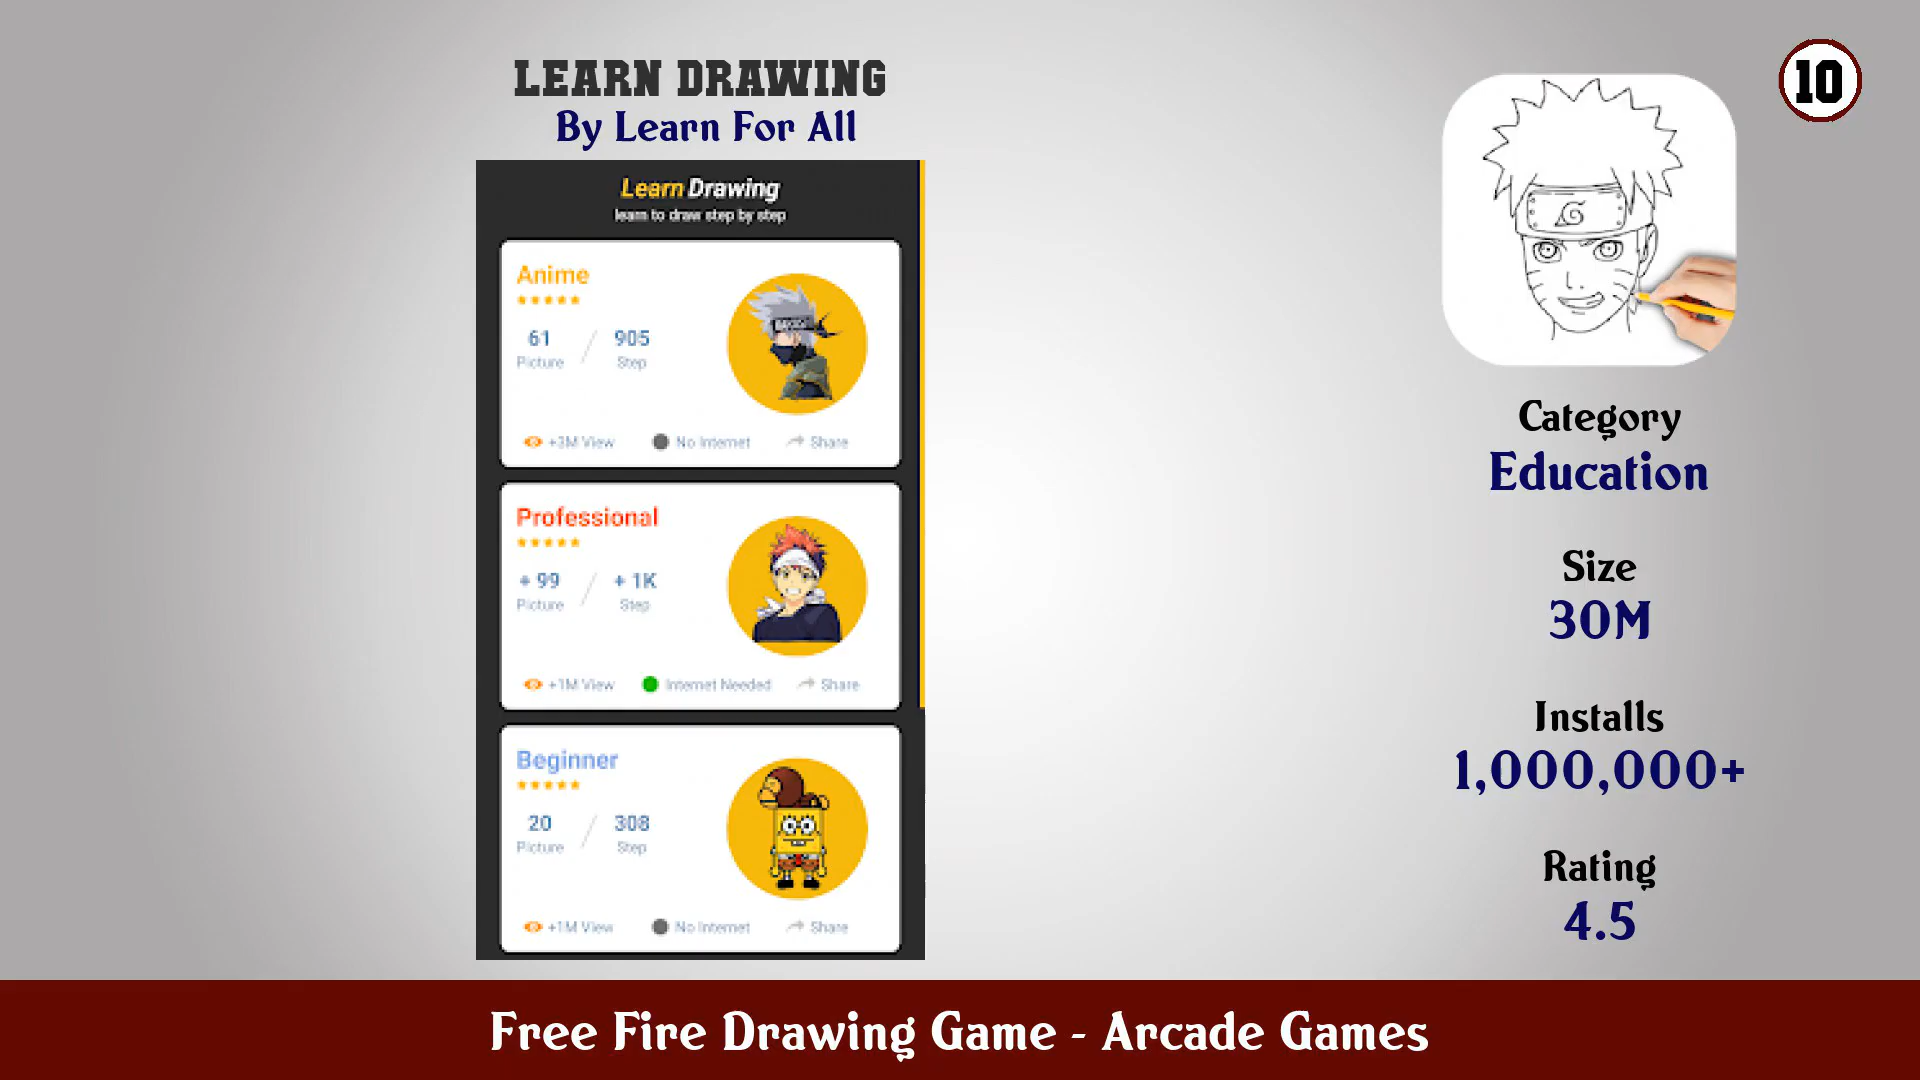 LEARN DRAWING
By Learn For All
10
Learn Drawing
learn to draw step by step
Anime
61 / 905
Picture Step
+3M View No Internet Share
Professional
+ 99 / + 1K
Picture Step
+1M View Internet Needed Share
Beginner
20 / 308
Picture Step
+1M View No Internet Share
Category
Education
Size
30M
Installs
1,000,000+
Rating
4.5
Free Fire Drawing Game - Arcade Games